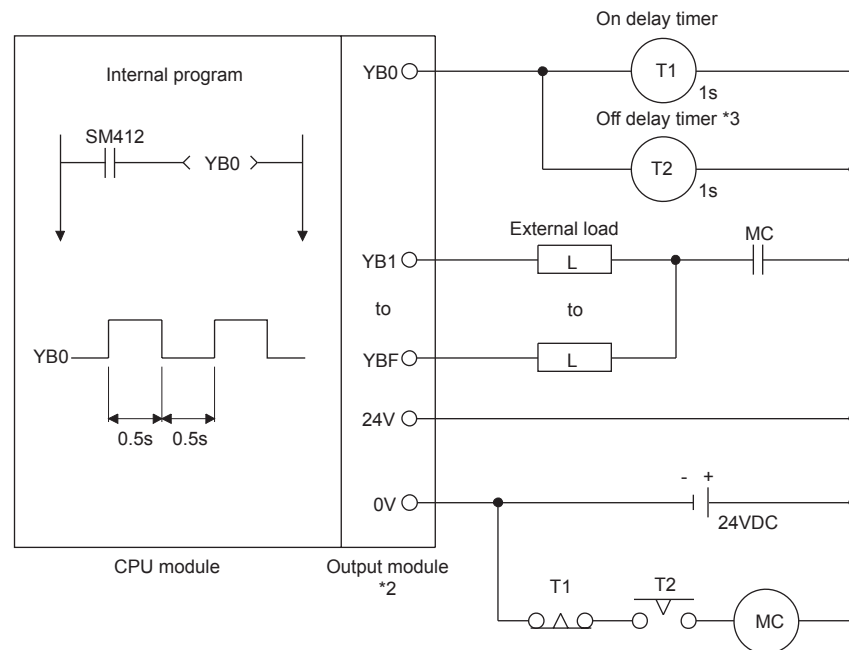 On delay timer
Internal program
YB0
T1
1s
SM412
YB0
Off delay timer *3
T2
1s
External load
MC
YB1
L
to
to
YB0
YBF
L
0.5s
0.5s
24V
0V
- +
24VDC
CPU module
Output module
*2
T1
T2
MC